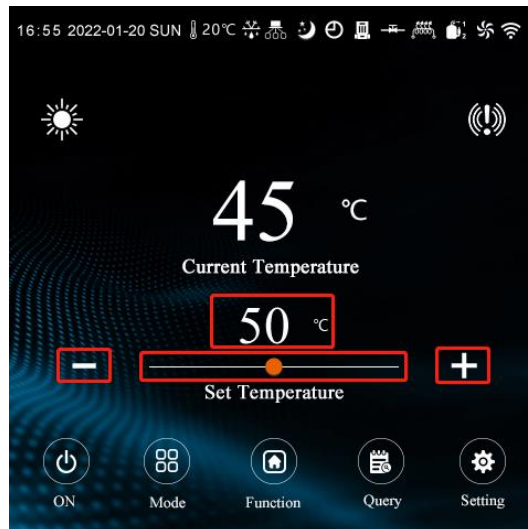 16:55 2022-01-20 SUN 20℃
45 ℃
Current Temperature
50 ℃
− +
Set Temperature
ON Mode Function Query Setting